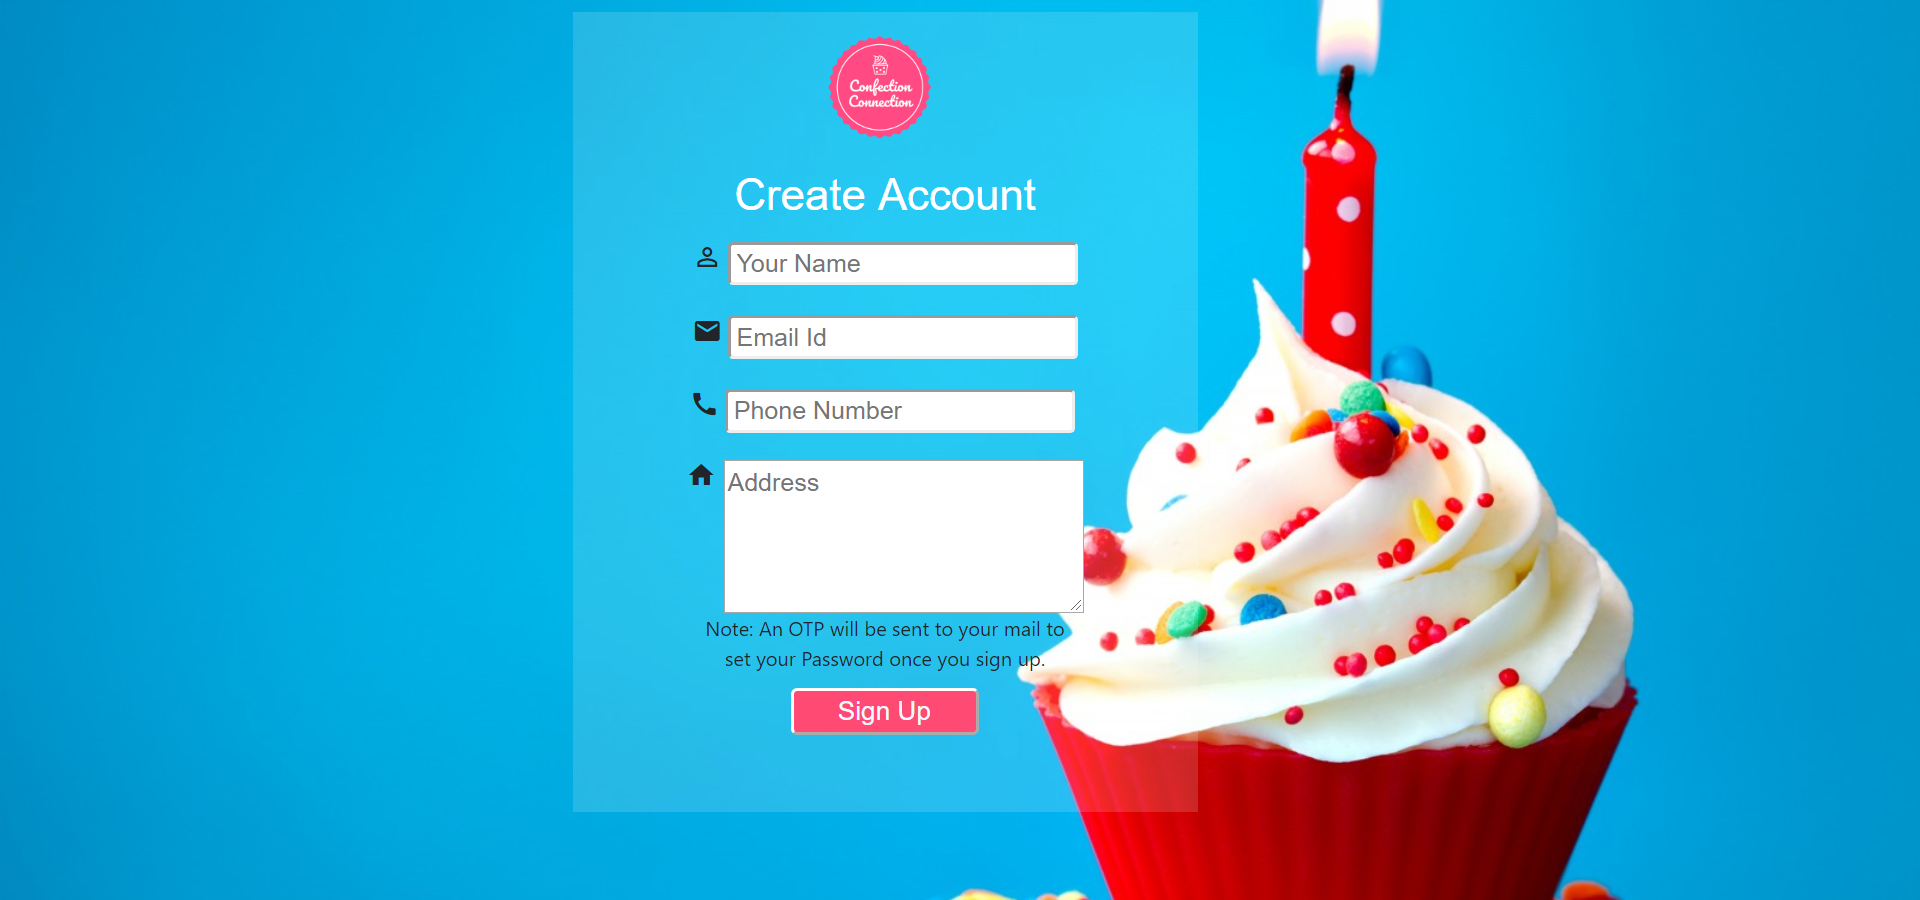 Confection
Connection
Create Account
Your Name
Email Id
Phone Number
Address
Note: An OTP will be sent to your mail to
set your Password once you sign up.
Sign Up